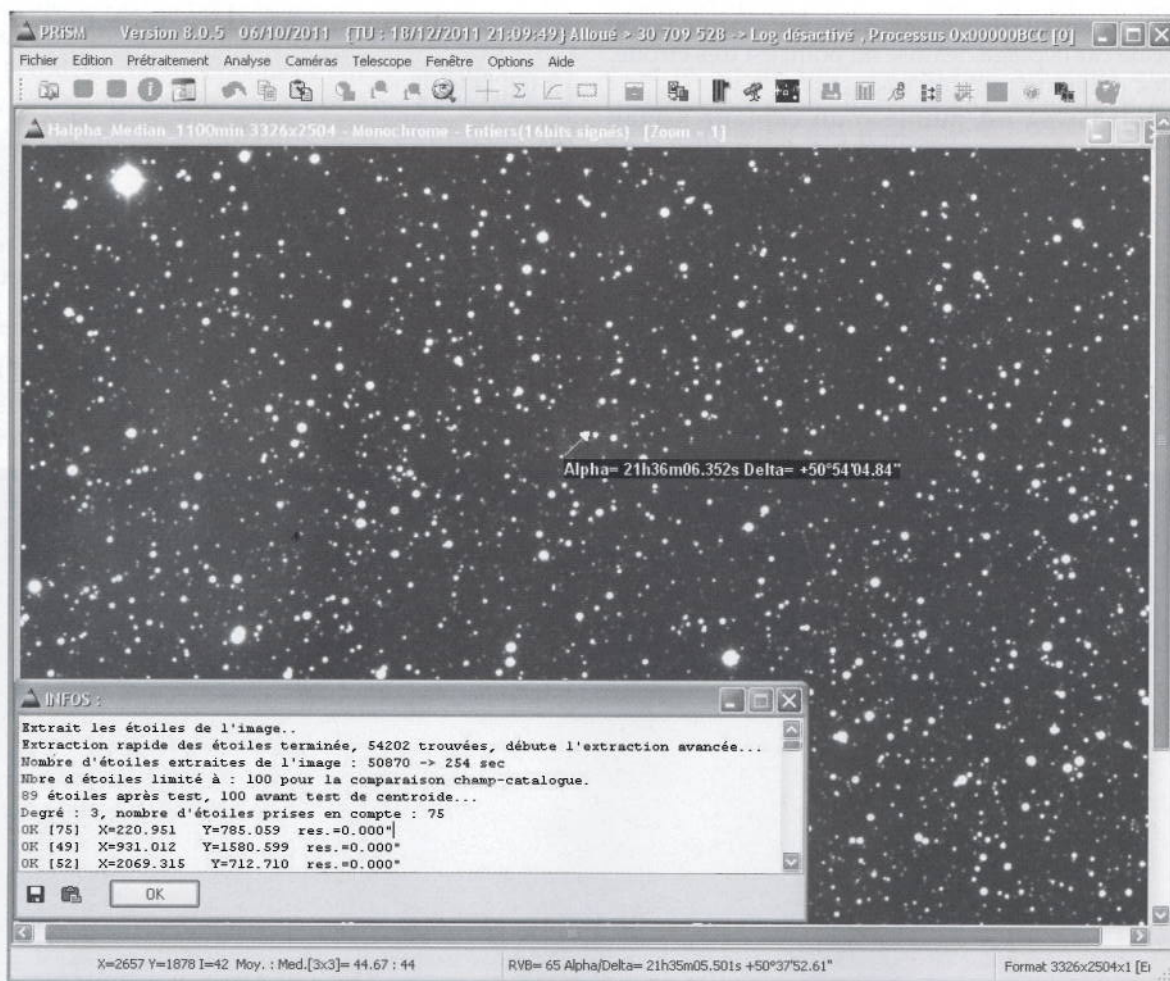 PRiSM Version 8.0.5 06/10/2011 {TU : 18/12/2011 21:09:49} Alloué > 30 709 528 -> Log désactivé , Processus 0x00000BCC [0]
Fichier Edition Prétraitement Analyse Caméras Telescope Fenêtre Options Aide
Halpha_Median_1100min 3326x2504 - Monochrome - Entiers(16bits signés) [Zoom = 1]
Alpha= 21h36m06.352s Delta= +50°54'04.84"
INFOS :
Extrait les étoiles de l'image..
Extraction rapide des étoiles terminée, 54202 trouvées, débute l'extraction avancée...
Nombre d'étoiles extraites de l'image : 50870 -> 254 sec
Nbre d étoiles limité à : 100 pour la comparaison champ-catalogue.
89 étoiles après test, 100 avant test de centroide...
Degré : 3, nombre d'étoiles prises en compte : 75
OK [75] X=220.951 Y=785.059 res.=0.000"
OK [49] X=931.012 Y=1580.599 res.=0.000"
OK [52] X=2069.315 Y=712.710 res.=0.000"
OK
X=2657 Y=1878 I=42 Moy. : Med.[3x3]= 44.67 : 44 RVB= 65 Alpha/Delta= 21h35m05.501s +50°37'52.61" Format 3326x2504x1